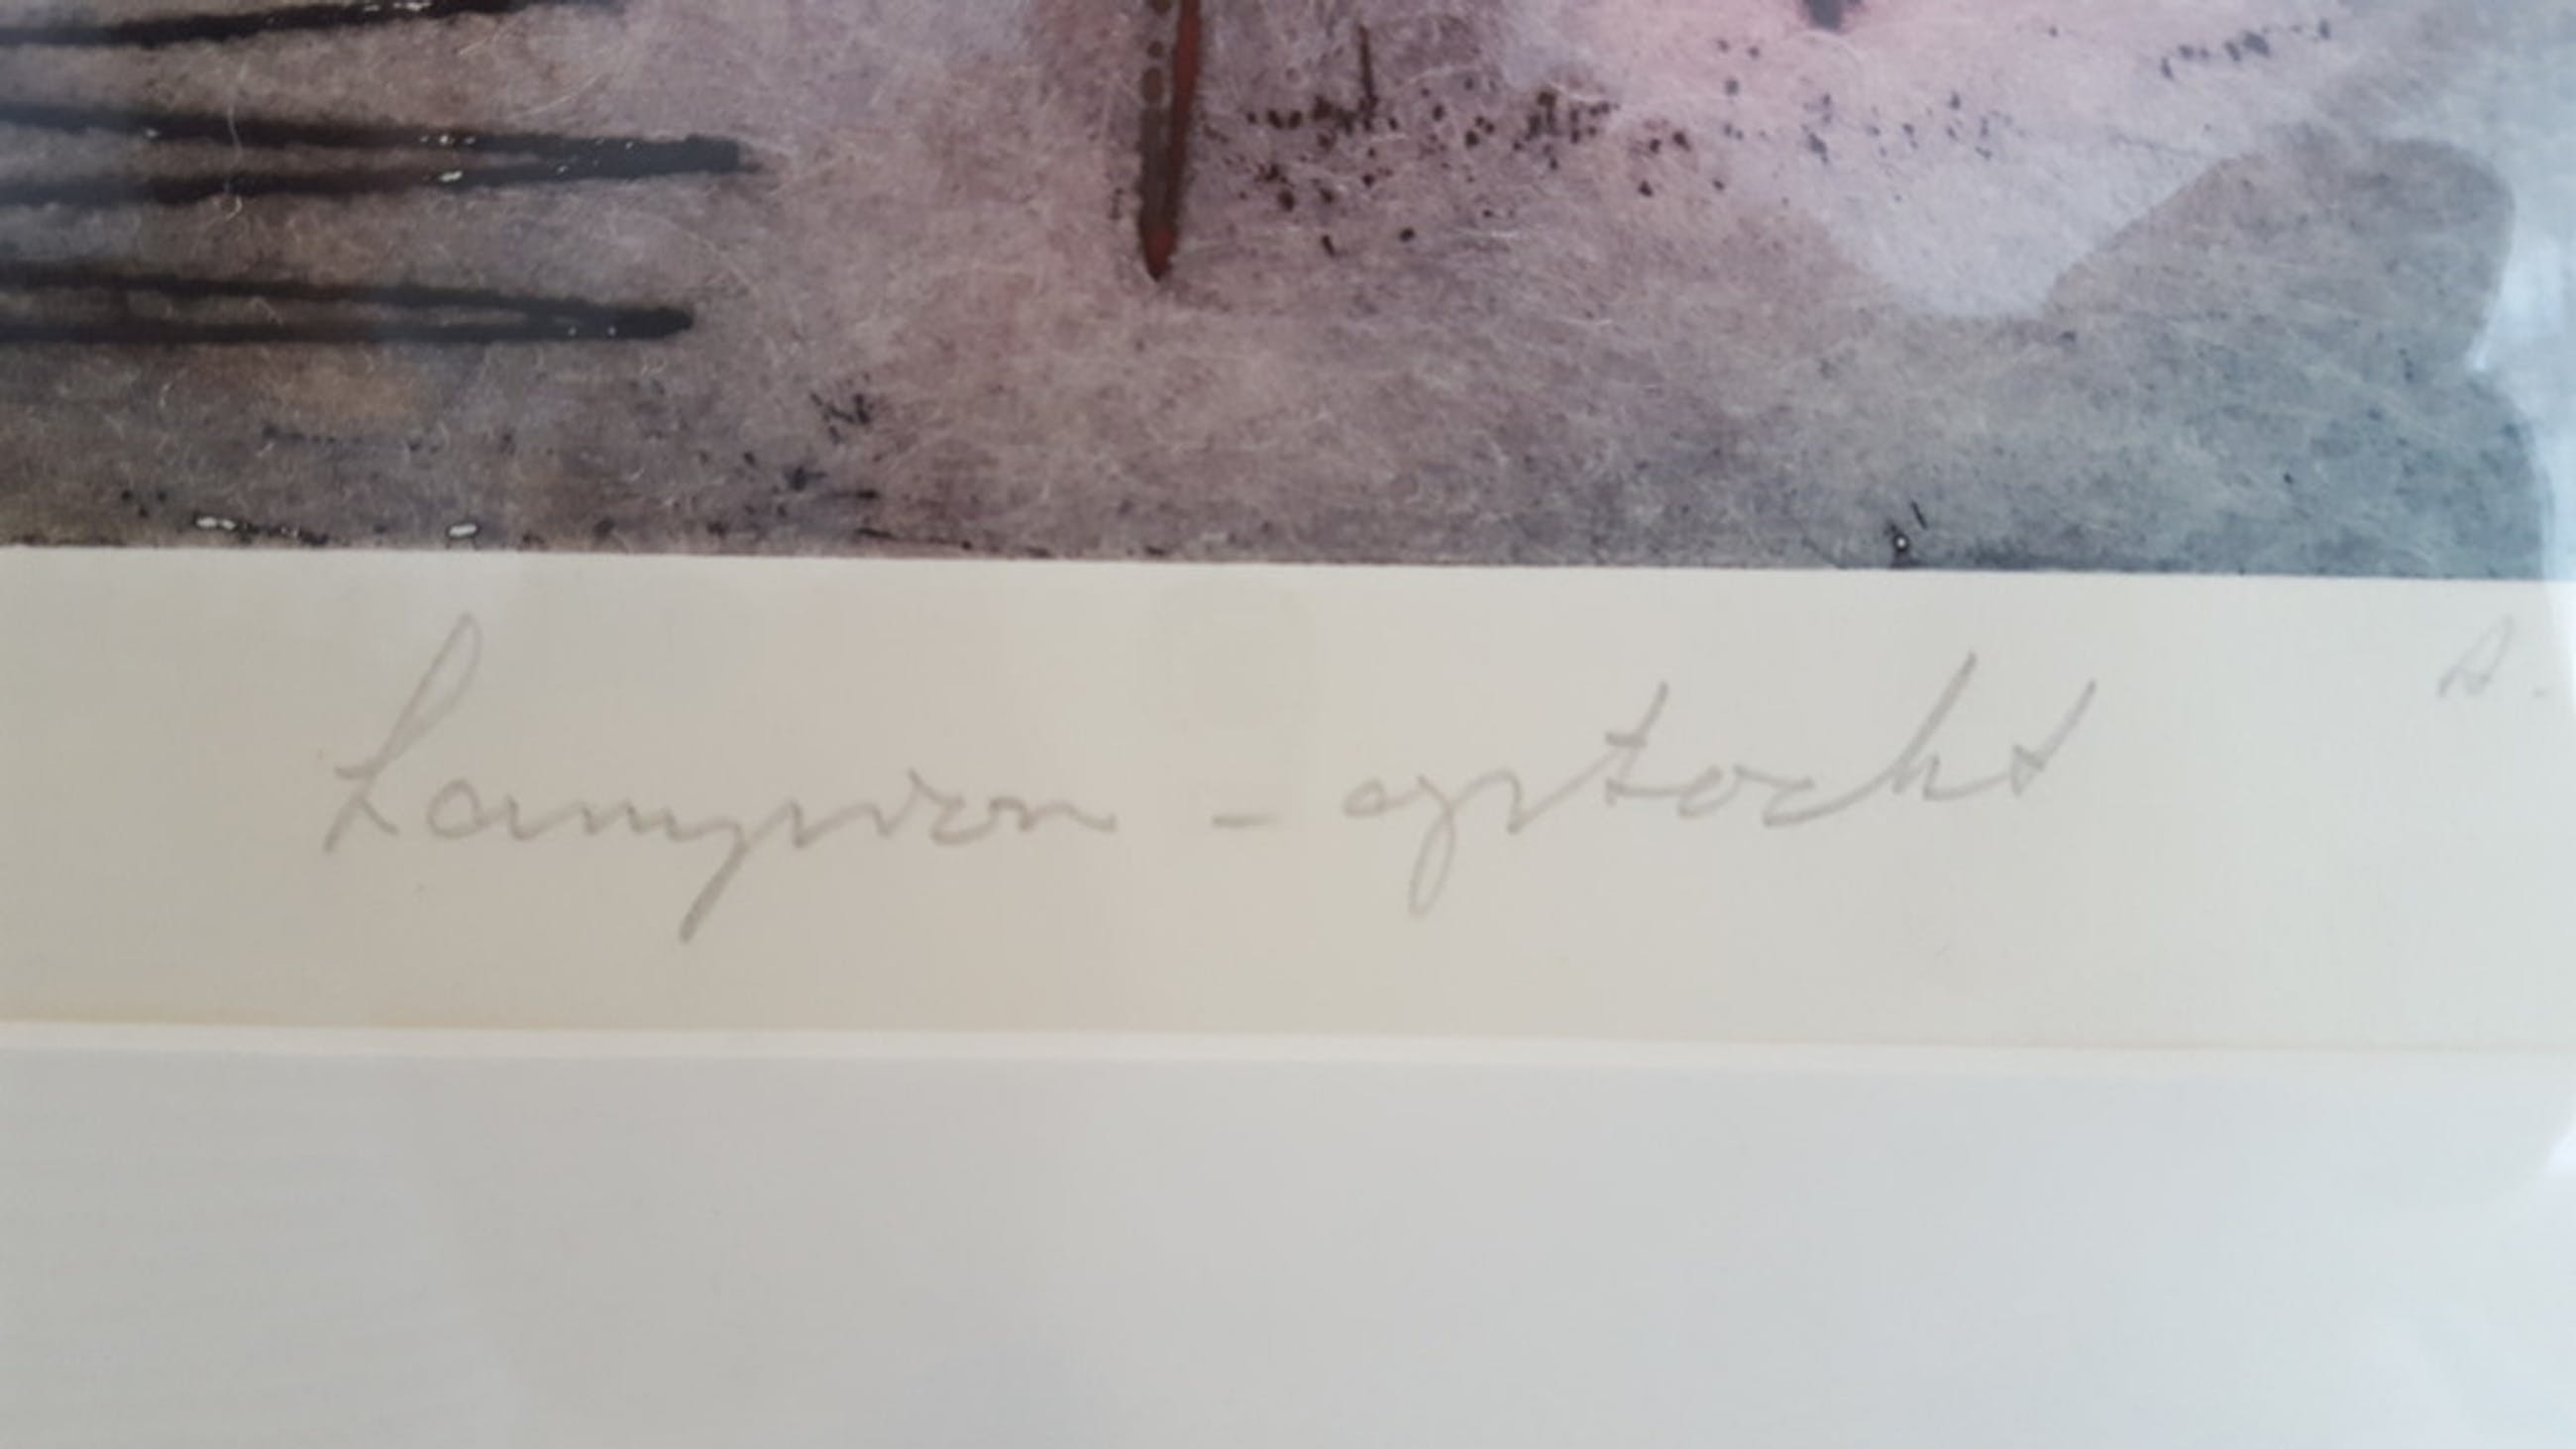 Lampion - optocht